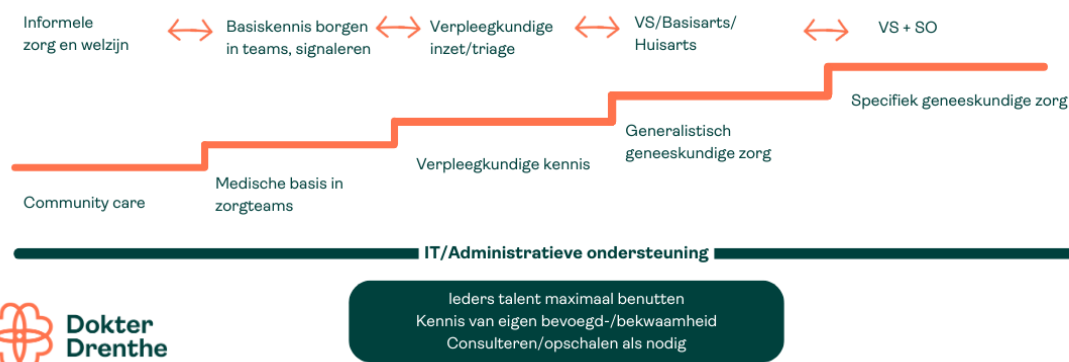 Informele
zorg en welzijn
Basiskennis borgen
in teams, signaleren
Verpleegkundige
inzet/triage
VS/Basisarts/
Huisarts
VS + SO
Community care
Medische basis in
zorgteams
Verpleegkundige kennis
Generalistisch
geneeskundige zorg
Specifiek geneeskundige zorg
IT/Administratieve ondersteuning
Ieders talent maximaal benutten
Kennis van eigen bevoegd-/bekwaamheid
Consulteren/opschalen als nodig
Dokter
Drenthe